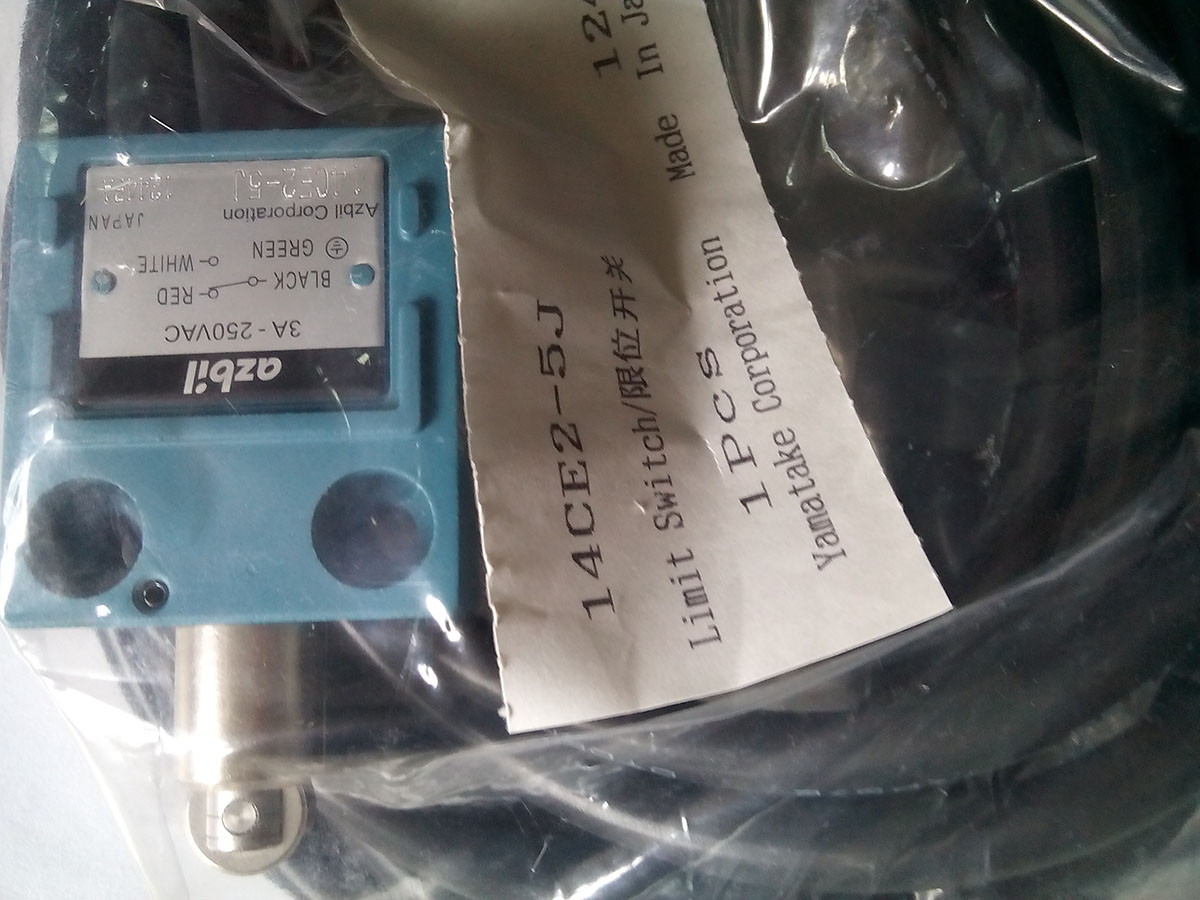 azbil
3A - 250VAC
BLACK RED
GREEN WHITE
Azbil Corporation JAPAN
14CE2-5J
14CE2-5J
Limit Switch/限位开关
1PCS
Made In
Yamatake Corporation